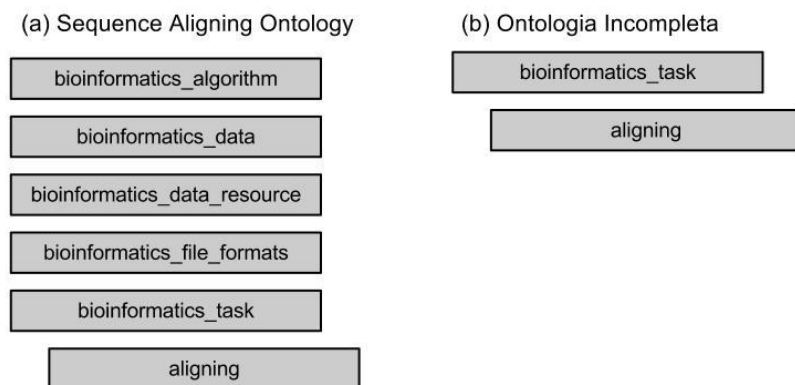 (a) Sequence Aligning Ontology
bioinformatics_algorithm
bioinformatics_data
bioinformatics_data_resource
bioinformatics_file_formats
bioinformatics_task
aligning
(b) Ontologia Incompleta
bioinformatics_task
aligning